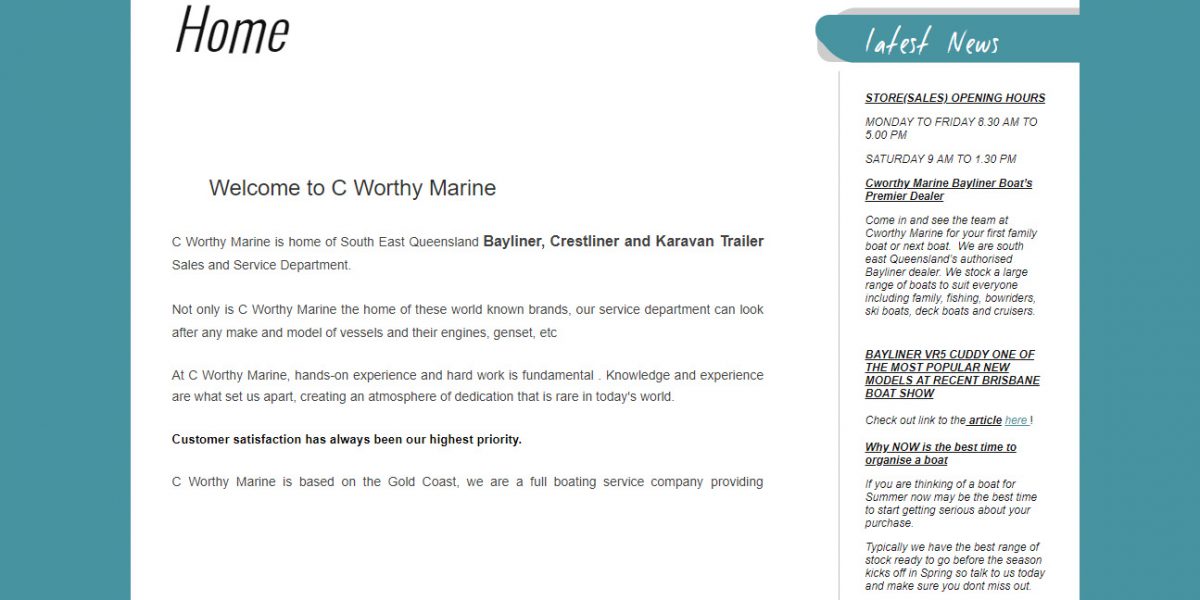 Home
Welcome to C Worthy Marine
C Worthy Marine is home of South East Queensland Bayliner, Crestliner and Karavan Trailer
Sales and Service Department.
Not only is C Worthy Marine the home of these world known brands, our service department can look
after any make and model of vessels and their engines, genset, etc
At C Worthy Marine, hands-on experience and hard work is fundamental . Knowledge and experience
are what set us apart, creating an atmosphere of dedication that is rare in today's world.
Customer satisfaction has always been our highest priority.
C Worthy Marine is based on the Gold Coast, we are a full boating service company providing
Latest News
STORE(SALES) OPENING HOURS
MONDAY TO FRIDAY 8.30 AM TO
5.00 PM
SATURDAY 9 AM TO 1.30 PM
Cworthy Marine Bayliner Boat's
Premier Dealer
Come in and see the team at
Cworthy Marine for your first family
boat or next boat.  We are south
east Queensland's authorised
Bayliner dealer. We stock a large
range of boats to suit everyone
including family, fishing, bowriders,
ski boats, deck boats and cruisers.
BAYLINER VR5 CUDDY ONE OF
THE MOST POPULAR NEW
MODELS AT RECENT BRISBANE
BOAT SHOW
Check out link to the article here !
Why NOW is the best time to
organise a boat
If you are thinking of a boat for
Summer now may be the best time
to start getting serious about your
purchase.
Typically we have the best range of
stock ready to go before the season
kicks off in Spring so talk to us today
and make sure you dont miss out.